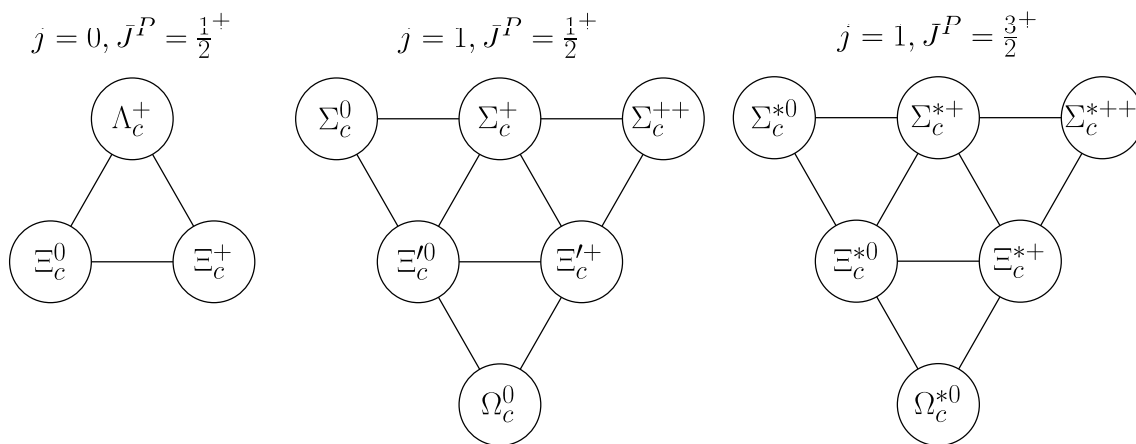 j = 0, J̄^P = 1/2^+ j = 1, J̄^P = 1/2^+ j = 1, J̄^P = 3/2^+
Λ_c^+ Σ_c^0 Σ_c^+ Σ_c^{++} Σ_c^{*0} Σ_c^{*+} Σ_c^{*++}
Ξ_c^0 Ξ_c^+ Ξ_c^{′0} Ξ_c^{′+} Ξ_c^{*0} Ξ_c^{*+}
Ω_c^0 Ω_c^{*0}